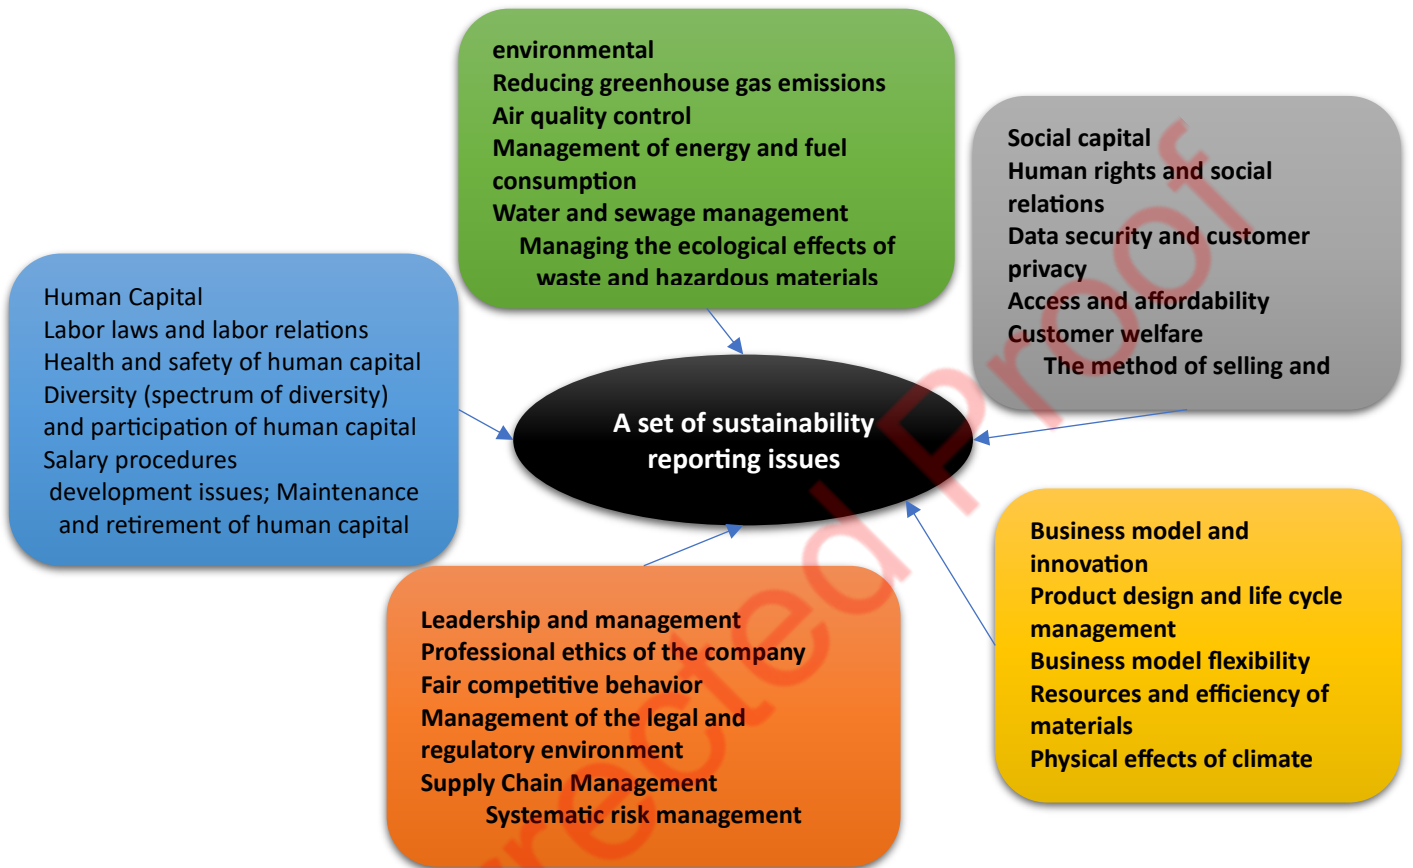 environmental
Reducing greenhouse gas emissions
Air quality control
Management of energy and fuel
consumption
Water and sewage management
Managing the ecological effects of
waste and hazardous materials
Social capital
Human rights and social
relations
Data security and customer
privacy
Access and affordability
Customer welfare
The method of selling and
Human Capital
Labor laws and labor relations
Health and safety of human capital
Diversity (spectrum of diversity)
and participation of human capital
Salary procedures
development issues; Maintenance
and retirement of human capital
A set of sustainability
reporting issues
Business model and
innovation
Product design and life cycle
management
Business model flexibility
Resources and efficiency of
materials
Physical effects of climate
Leadership and management
Professional ethics of the company
Fair competitive behavior
Management of the legal and
regulatory environment
Supply Chain Management
Systematic risk management
rrected Proof